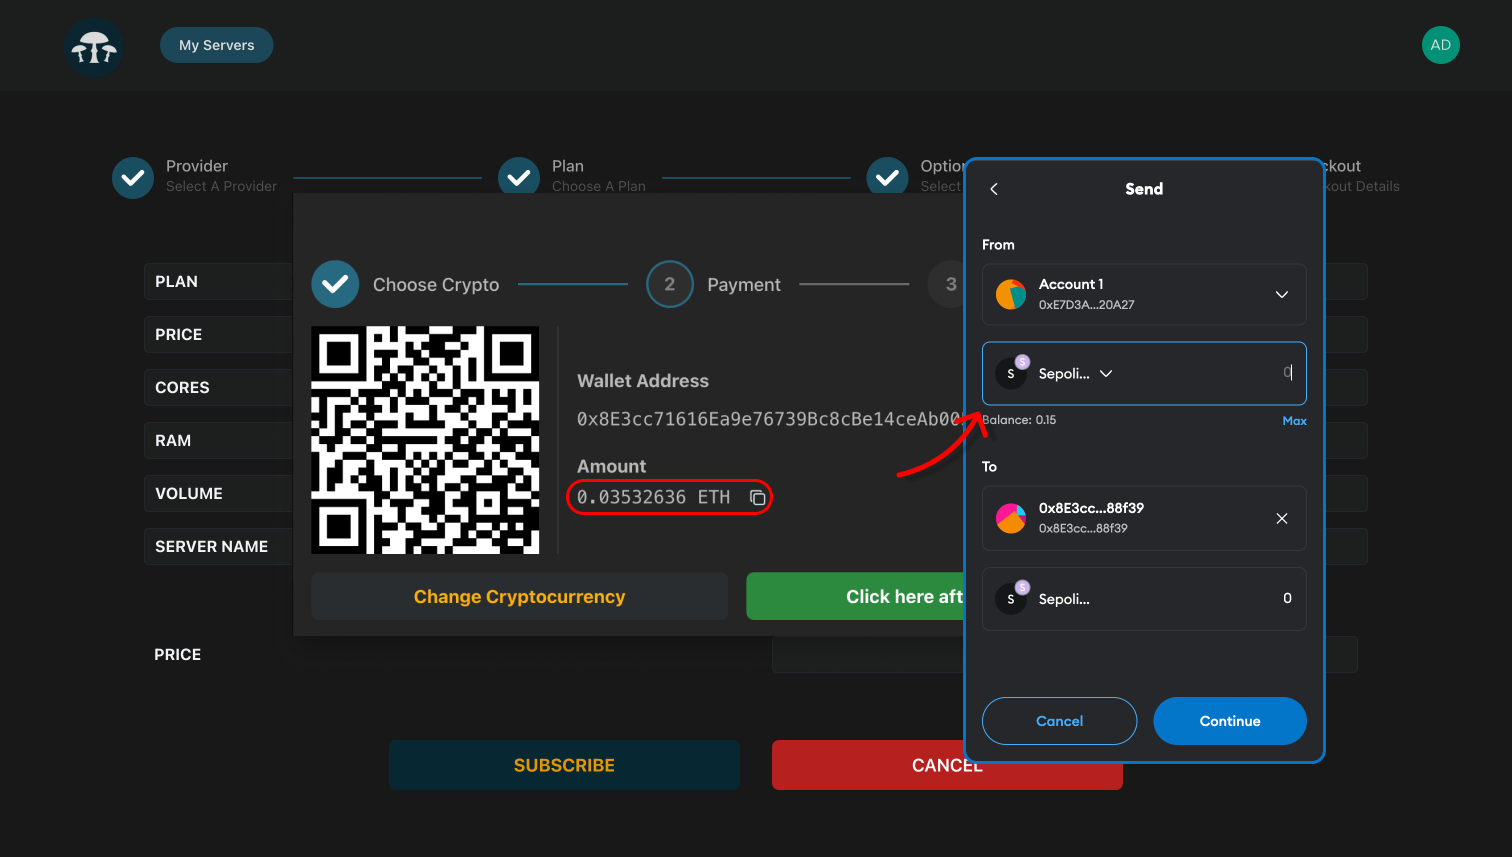 My Servers
AD
Provider
Select A Provider
Plan
Choose A Plan
Option
Select
ckout
kout Details
PLAN
PRICE
CORES
RAM
VOLUME
SERVER NAME
PRICE
Choose Crypto
2
Payment
3
Wallet Address
0x8E3cc71616Ea9e76739Bc8cBe14ceAb00
Amount
0.03532636 ETH
Change Cryptocurrency
Click here aft
SUBSCRIBE
CANCEL
Send
From
Account 1
0xE7D3A...20A27
S
S
Sepoli...
0
Balance: 0.15
Max
To
0x8E3cc...88f39
0x8E3cc...88f39
S
S
Sepoli...
0
Cancel
Continue